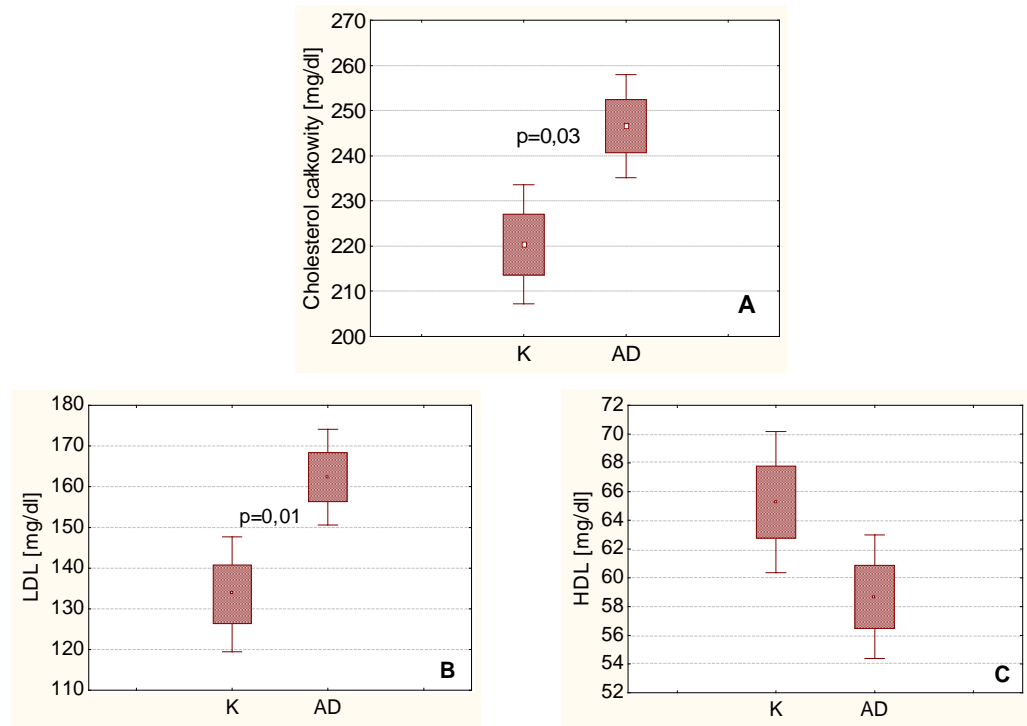 Cholesterol całkowity [mg/dl]
270
260
250
240
230
220
210
200
p=0,03
A
K AD
LDL [mg/dl]
180
170
160
150
140
130
120
110
p=0,01
B
K AD
HDL [mg/dl]
72
70
68
66
64
62
60
58
56
54
52
C
K AD